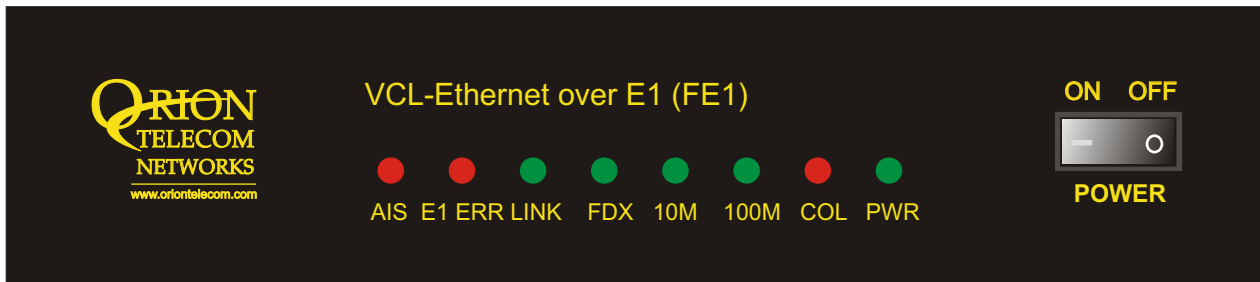 ORION
TELECOM
NETWORKS
www.oriontelecom.com
VCL-Ethernet over E1 (FE1)
AIS E1 ERR LINK FDX 10M 100M COL PWR
ON OFF
POWER